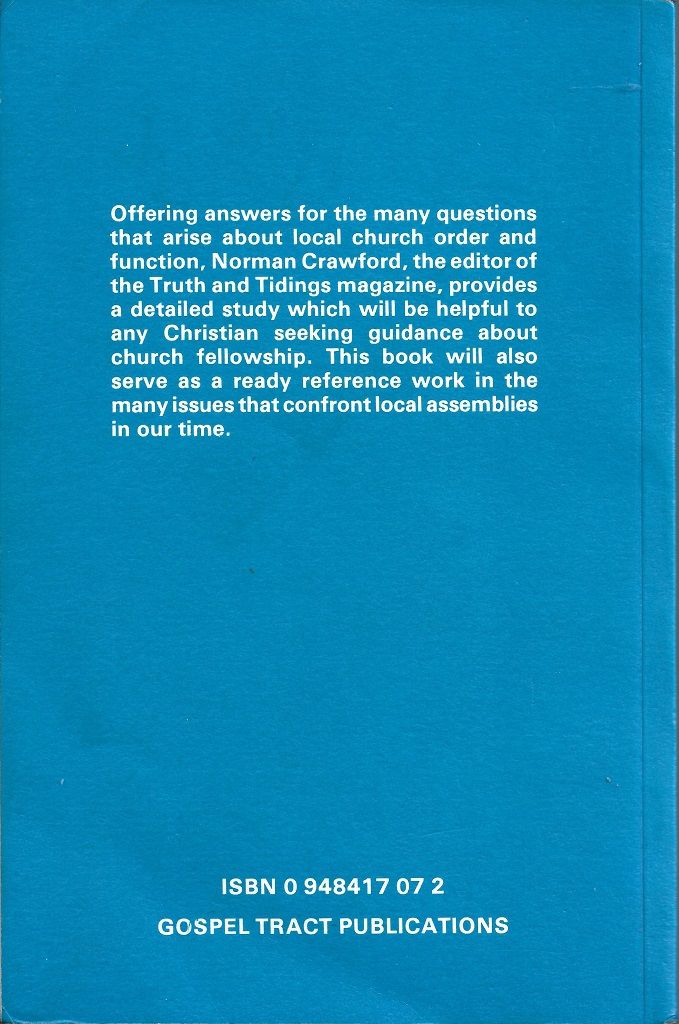 Offering answers for the many questions
that arise about local church order and
function, Norman Crawford, the editor of
the Truth and Tidings magazine, provides
a detailed study which will be helpful to
any Christian seeking guidance about
church fellowship. This book will also
serve as a ready reference work in the
many issues that confront local assemblies
in our time.
ISBN 0 948417 07 2
GOSPEL TRACT PUBLICATIONS